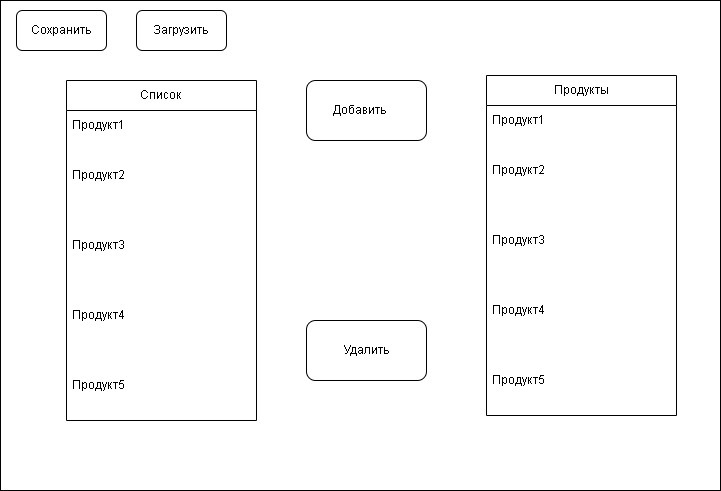 Сохранить
Загрузить
Список
Продукт1
Продукт2
Продукт3
Продукт4
Продукт5
Добавить
Удалить
Продукты
Продукт1
Продукт2
Продукт3
Продукт4
Продукт5